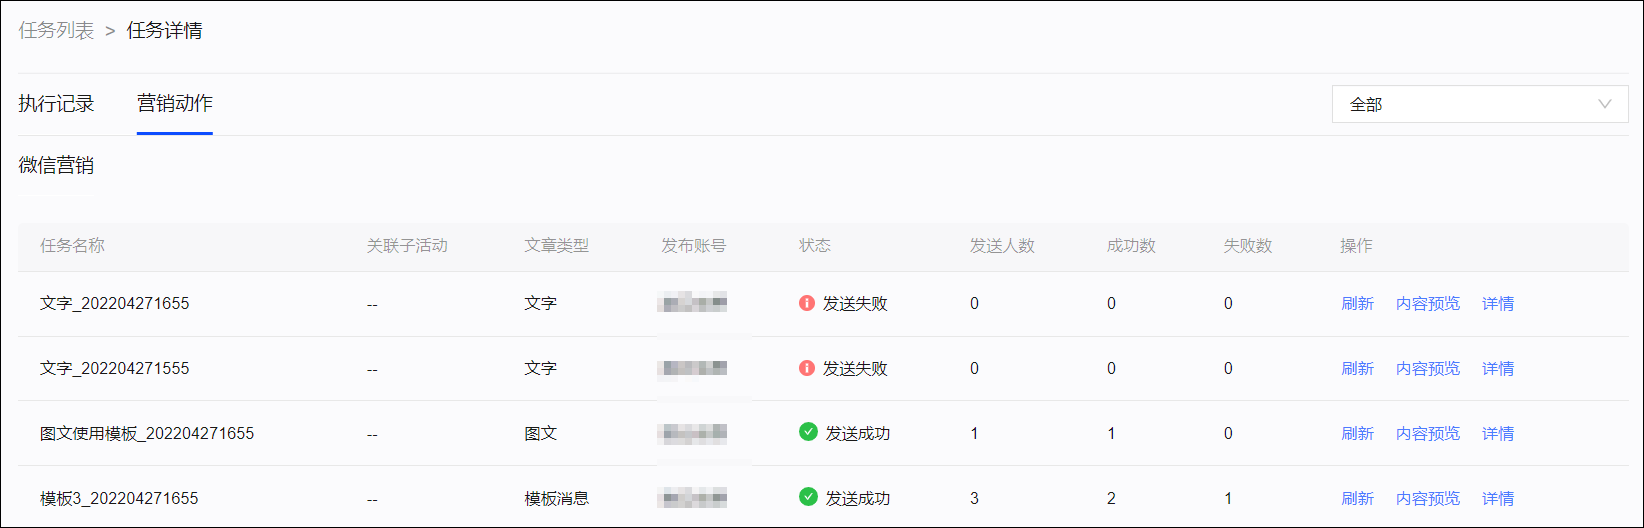 任务列表 > 任务详情
执行记录 营销动作 全部
微信营销
任务名称 关联子活动 文章类型 发布账号 状态 发送人数 成功数 失败数 操作
文字_202204271655 -- 文字 发送失败 0 0 0 刷新 内容预览 详情
文字_202204271555 -- 文字 发送失败 0 0 0 刷新 内容预览 详情
图文使用模板_202204271655 -- 图文 发送成功 1 1 0 刷新 内容预览 详情
模板3_202204271655 -- 模板消息 发送成功 3 2 1 刷新 内容预览 详情